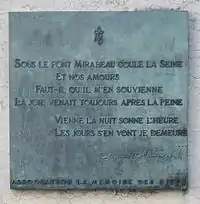 SOUS LE PONT MIRABEAU COULE LA SEINE
ET NOS AMOURS
FAUT-IL QU'IL M'EN SOUVIENNE
LA JOIE VENAIT TOUJOURS APRES LA PEINE
VIENNE LA NUIT SONNE L'HEURE
LES JOURS S'EN VONT JE DEMEURE
LA MEMOIRE DES